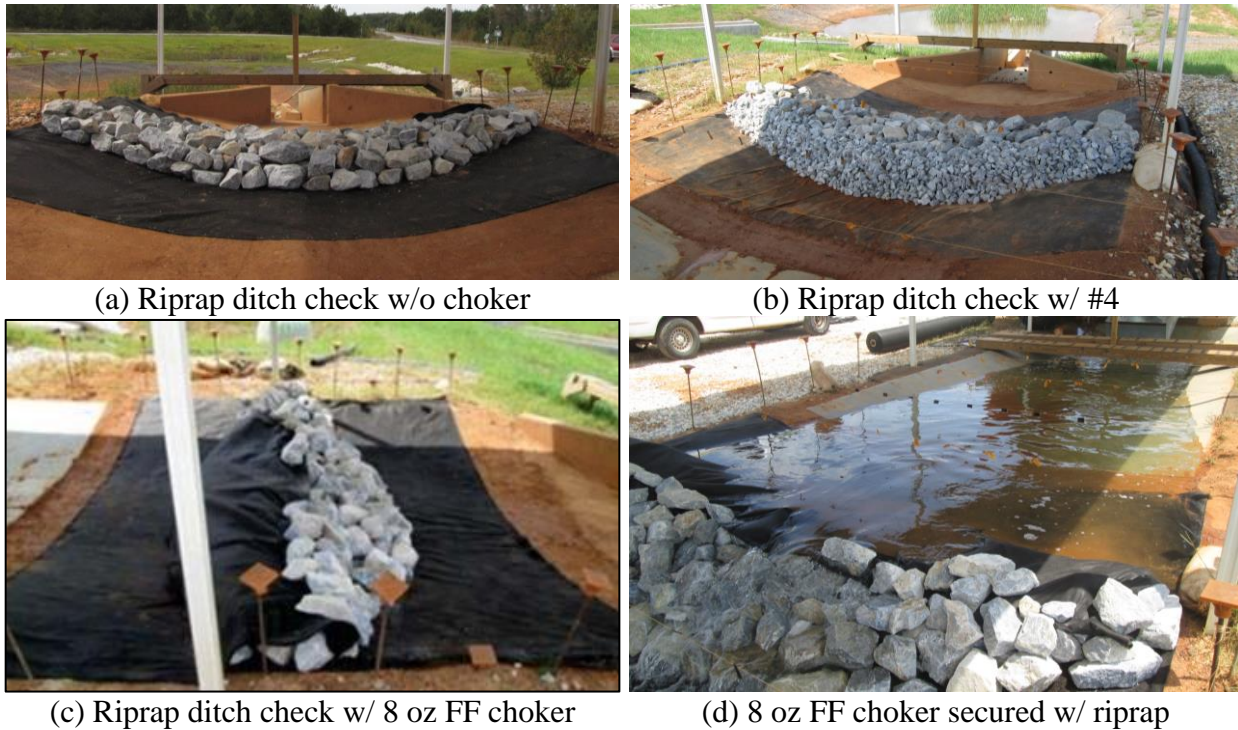 (a) Riprap ditch check w/o choker
(b) Riprap ditch check w/ #4
(c) Riprap ditch check w/ 8 oz FF choker
(d) 8 oz FF choker secured w/ riprap